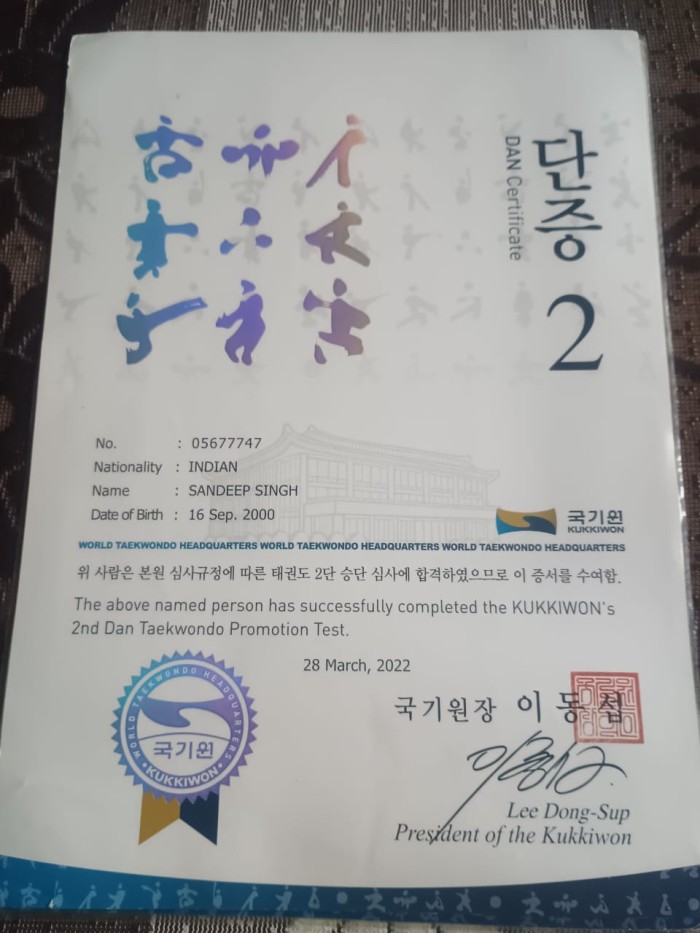 단증
DAN Certificate
2
No. : 05677747
Nationality : INDIAN
Name : SANDEEP SINGH
Date of Birth : 16 Sep. 2000
국기원
KUKKIWON
WORLD TAEKWONDO HEADQUARTERS WORLD TAEKWONDO HEADQUARTERS WORLD TAEKWONDO HEADQUARTERS
위 사람은 본원 심사규정에 따른 태권도 2단 승단 심사에 합격하였으므로 이 증서를 수여함.
The above named person has successfully completed the KUKKIWON's
2nd Dan Taekwondo Promotion Test.
28 March, 2022
WORLD TAEKWONDO HEADQUARTERS
국기원
KUKKIWON
국기원장 이동섭
Lee Dong-Sup
President of the Kukkiwon